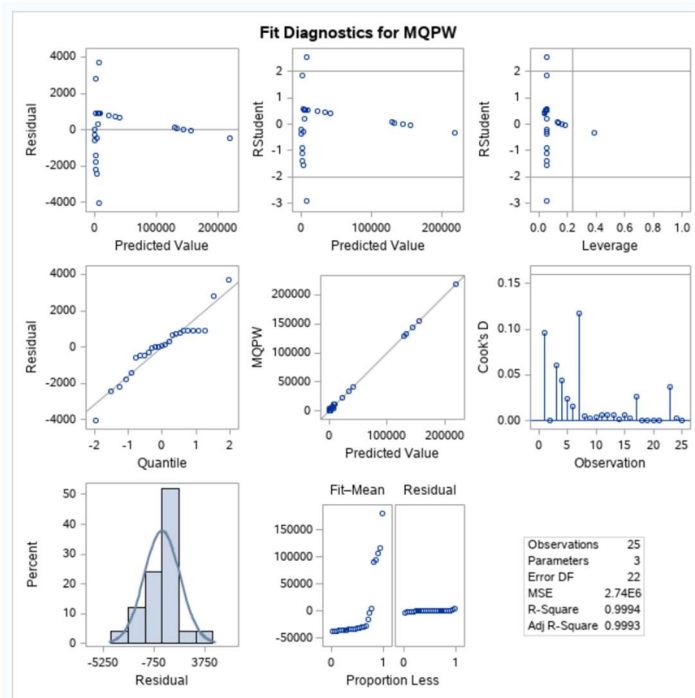 Fit Diagnostics for MQPW
4000
2000
0
-2000
-4000
Residual
0 100000 200000
Predicted Value
2
1
0
-1
-2
-3
RStudent
0 100000 200000
Predicted Value
2
1
0
-1
-2
-3
RStudent
0.0 0.2 0.4 0.6 0.8 1.0
Leverage
4000
2000
0
-2000
-4000
Residual
-2 -1 0 1 2
Quantile
200000
150000
100000
50000
0
MQPW
0 100000 200000
Predicted Value
0.15
0.10
0.05
0.00
Cook's D
0 5 10 15 20 25
Observation
50
40
30
20
10
0
Percent
-5250 -750 3750
Residual
Fit–Mean Residual
150000
100000
50000
0
-50000
0 1 0 1
Proportion Less
Observations 25
Parameters 3
Error DF 22
MSE 2.74E6
R-Square 0.9994
Adj R-Square 0.9993